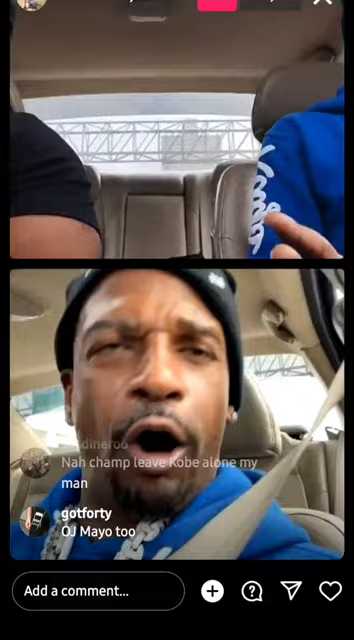 dineroo
Nah champ leave Kobe alone my
man
gotforty
OJ Mayo too
Add a comment...